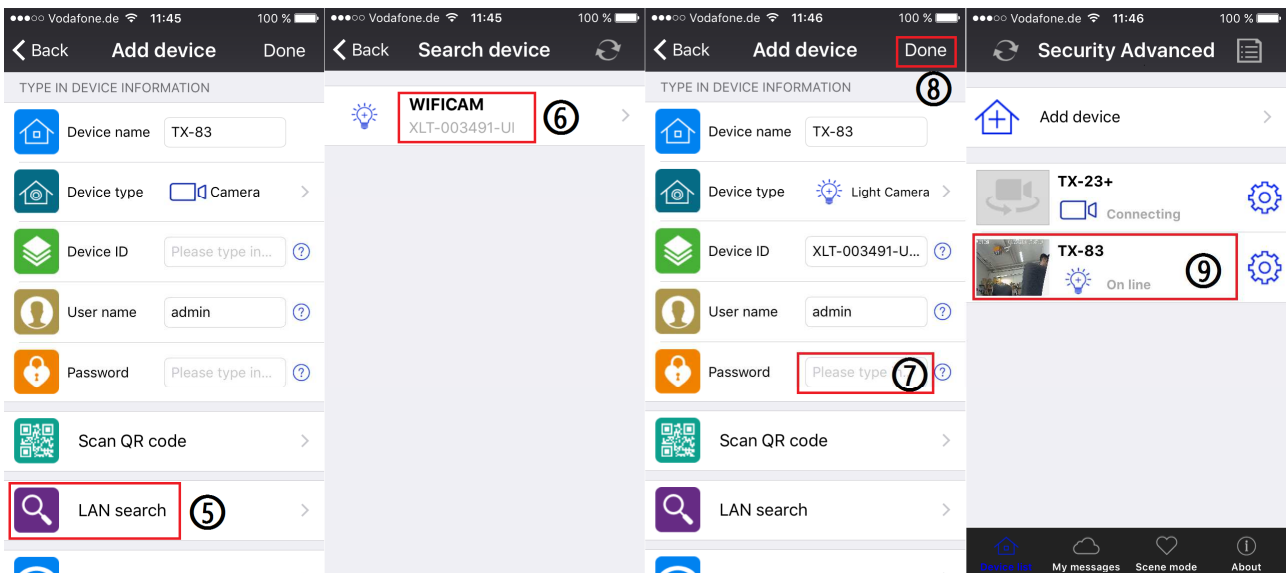 Vodafone.de 11:45 100 %
Back Add device Done
TYPE IN DEVICE INFORMATION
Device name TX-83
Device type Camera
Device ID Please type in...
User name admin
Password Please type in...
Scan QR code
LAN search 5
Vodafone.de 11:45 100 %
Back Search device
WIFICAM
XLT-003491-UI
6
Vodafone.de 11:46 100 %
Back Add device Done
8
TYPE IN DEVICE INFORMATION
Device name TX-83
Device type Light Camera
Device ID XLT-003491-U...
User name admin
Password Please type
7
Scan QR code
LAN search
Vodafone.de 11:46 100 %
Security Advanced
Add device
TX-23+
Connecting
TX-83
On line
9
Device list My messages Scene mode About